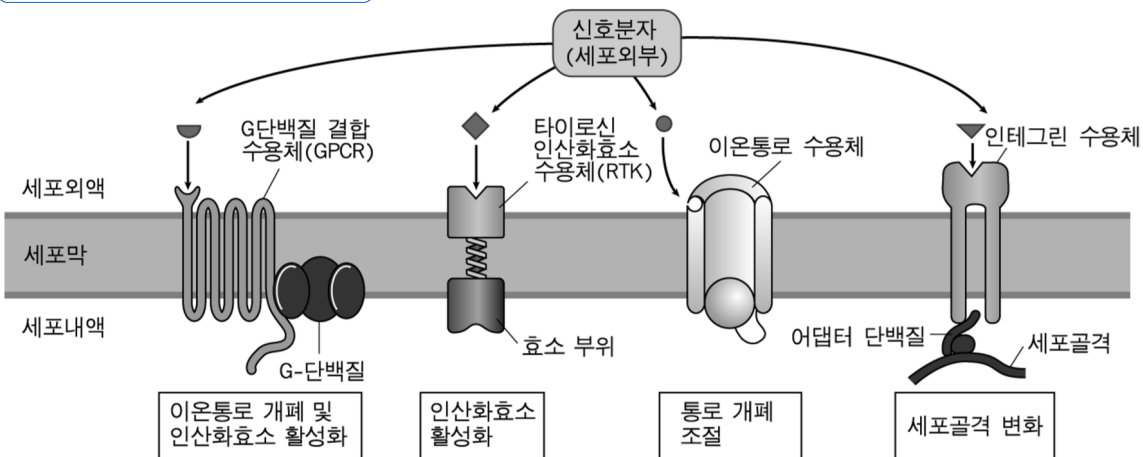 신호분자
(세포외부)
G단백질 결합
수용체(GPCR)
타이로신
인산화효소
수용체(RTK)
이온통로 수용체
인테그린 수용체
세포외액
세포막
세포내액
G-단백질
효소 부위
어댑터 단백질
세포골격
이온통로 개폐 및
인산화효소 활성화
인산화효소
활성화
통로 개폐
조절
세포골격 변화